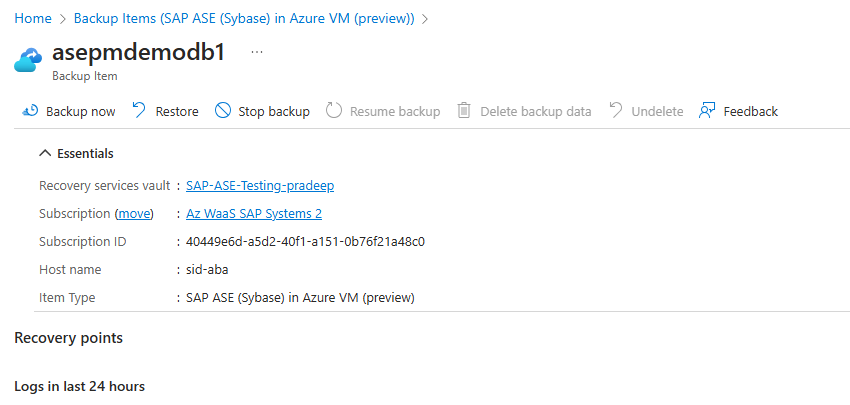 Home > Backup Items (SAP ASE (Sybase) in Azure VM (preview)) >
asepmdemodb1 ...
Backup Item
Backup now Restore Stop backup Resume backup Delete backup data Undelete Feedback
Essentials
Recovery services vault : SAP-ASE-Testing-pradeep
Subscription (move) : Az WaaS SAP Systems 2
Subscription ID : 40449e6d-a5d2-40f1-a151-0b76f21a48c0
Host name : sid-aba
Item Type : SAP ASE (Sybase) in Azure VM (preview)
Recovery points
Logs in last 24 hours